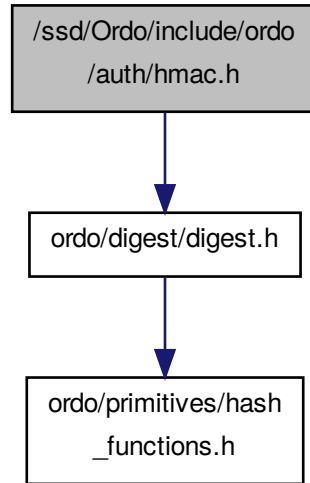 /ssd/Ordo/include/ordo
/auth/hmac.h
ordo/digest/digest.h
ordo/primitives/hash
_functions.h